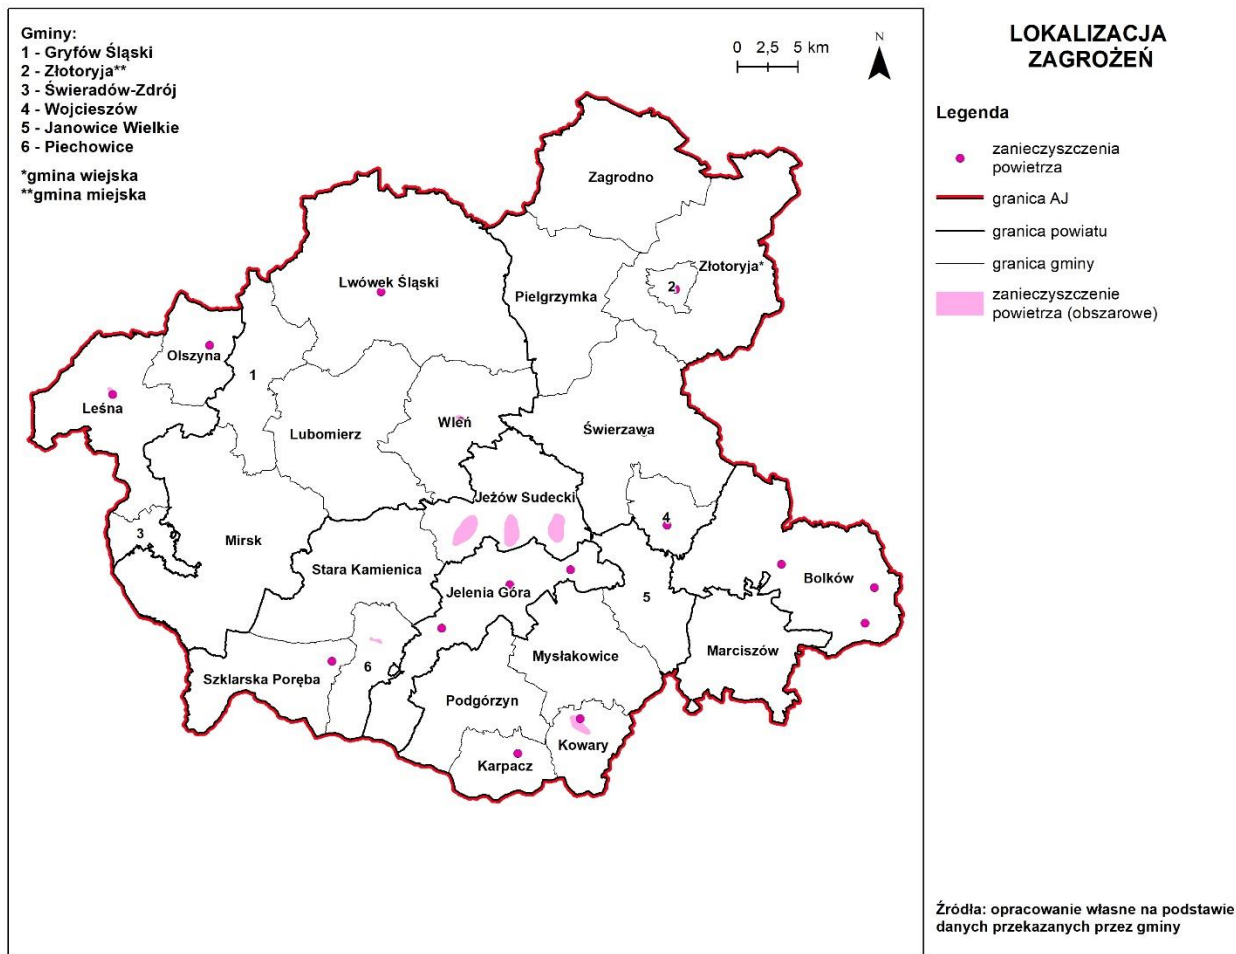 Gminy:
1 - Gryfów Śląski
2 - Złotoryja**
3 - Świeradów-Zdrój
4 - Wojcieszów
5 - Janowice Wielkie
6 - Piechowice
*gmina wiejska
**gmina miejska
0 2,5 5 km
N
Zagrodno
Złotoryja*
Lwówek Śląski
2
Pielgrzymka
Olszyna
1
Leśna
Lubomierz
Wleń
Świerzawa
Jeżów Sudecki
4
3
Mirsk
Stara Kamienica
Bolków
Jelenia Góra
5
Mysłakowice
Marciszów
6
Szklarska Poręba
Podgórzyn
Kowary
Karpacz
LOKALIZACJA
ZAGROŻEŃ
Legenda
zanieczyszczenia
powietrza
granica AJ
granica powiatu
granica gminy
zanieczyszczenie
powietrza (obszarowe)
Źródła: opracowanie własne na podstawie
danych przekazanych przez gminy